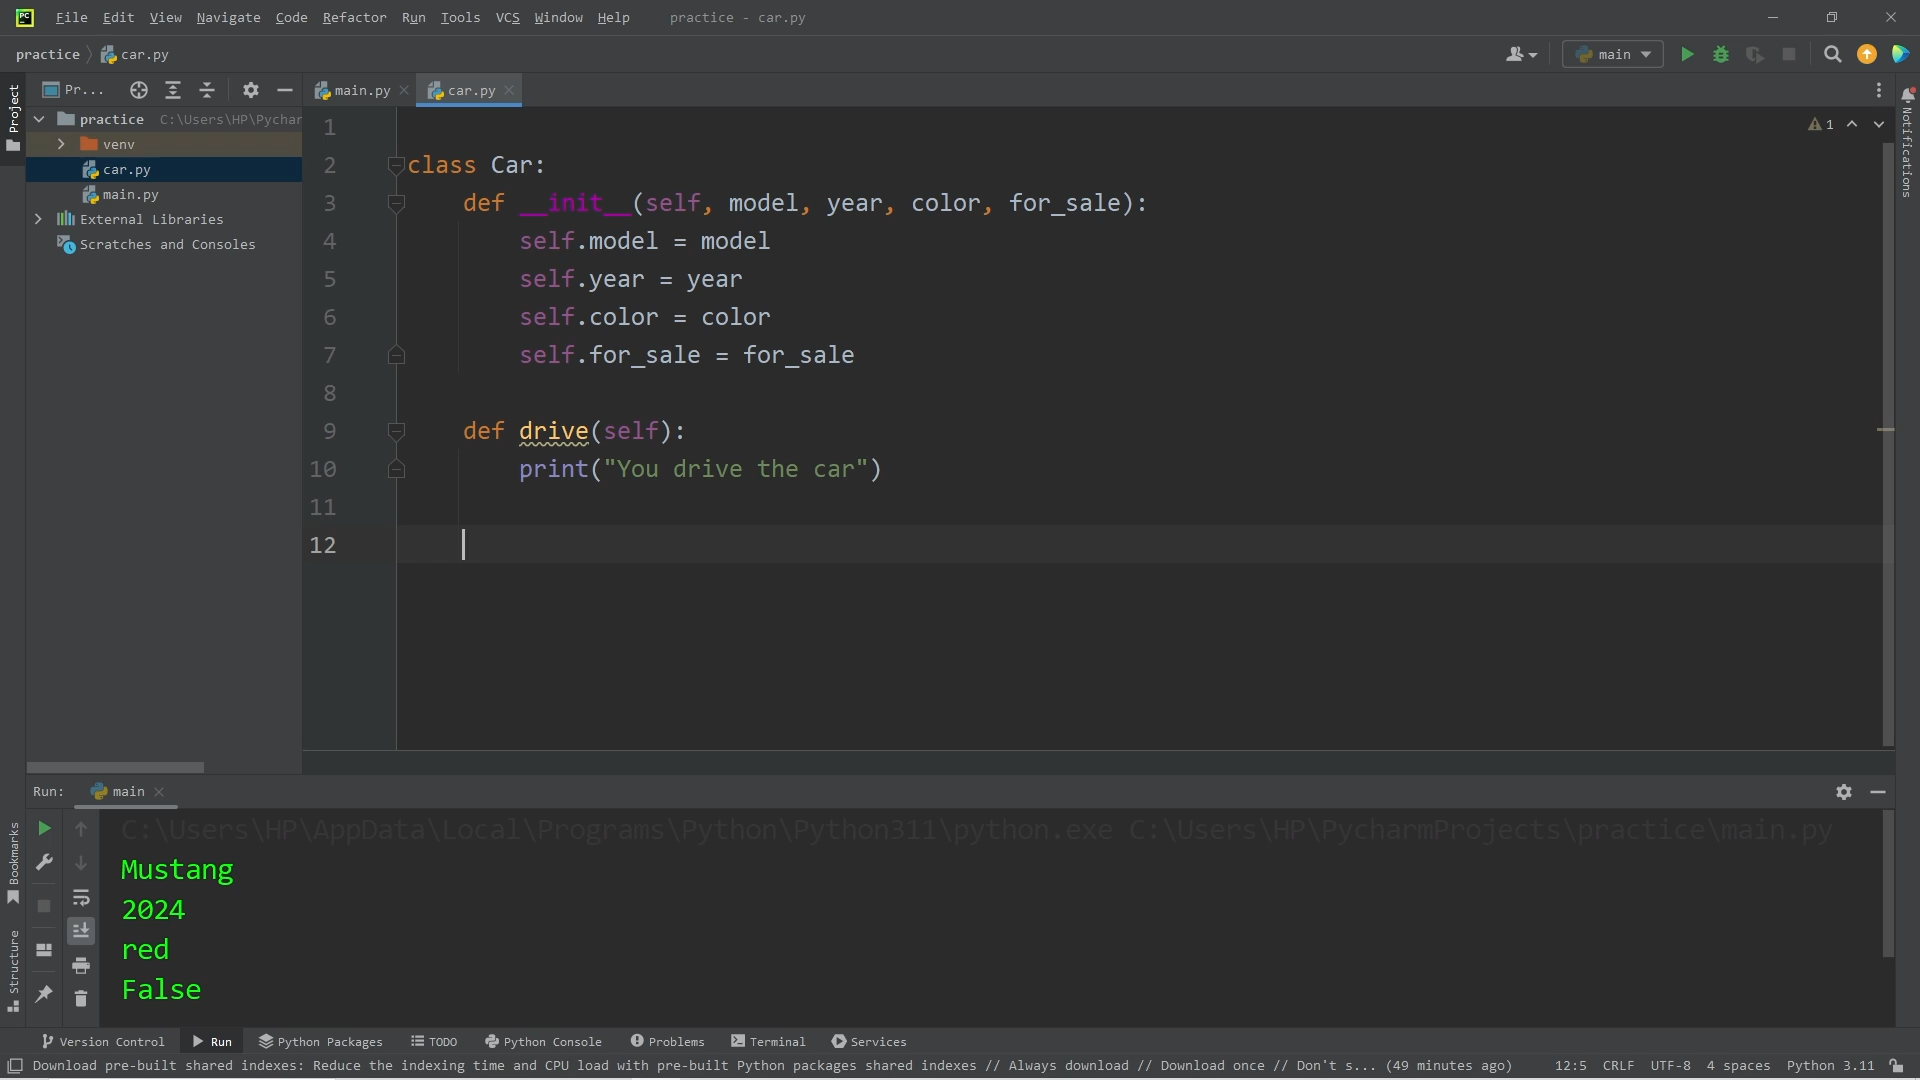 PC File Edit View Navigate Code Refactor Run Tools VCS Window Help practice - car.py
practice car.py main
Project Pr... main.py car.py
practice C:\Users\HP\Pychar
venv
car.py
main.py
External Libraries
Scratches and Consoles
1
2 class Car:
3 def __init__(self, model, year, color, for_sale):
4 self.model = model
5 self.year = year
6 self.color = color
7 self.for_sale = for_sale
8
9 def drive(self):
10 print("You drive the car")
11
12
1
Notifications
Run: main
C:\Users\HP\AppData\Local\Programs\Python\Python311\python.exe C:\Users\HP\PycharmProjects\practice\main.py
Mustang
2024
red
False
Bookmarks
Structure
Version Control Run Python Packages TODO Python Console Problems Terminal Services
Download pre-built shared indexes: Reduce the indexing time and CPU load with pre-built Python packages shared indexes // Always download // Download once // Don't s... (49 minutes ago) 12:5 CRLF UTF-8 4 spaces Python 3.11